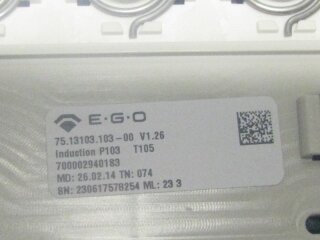 E·G·O
75.13103.103-00 V1.26
Induction P103 T105
700002940183
MD: 26.02.14 TN: 074
SN: 230617578254 ML: 23 3